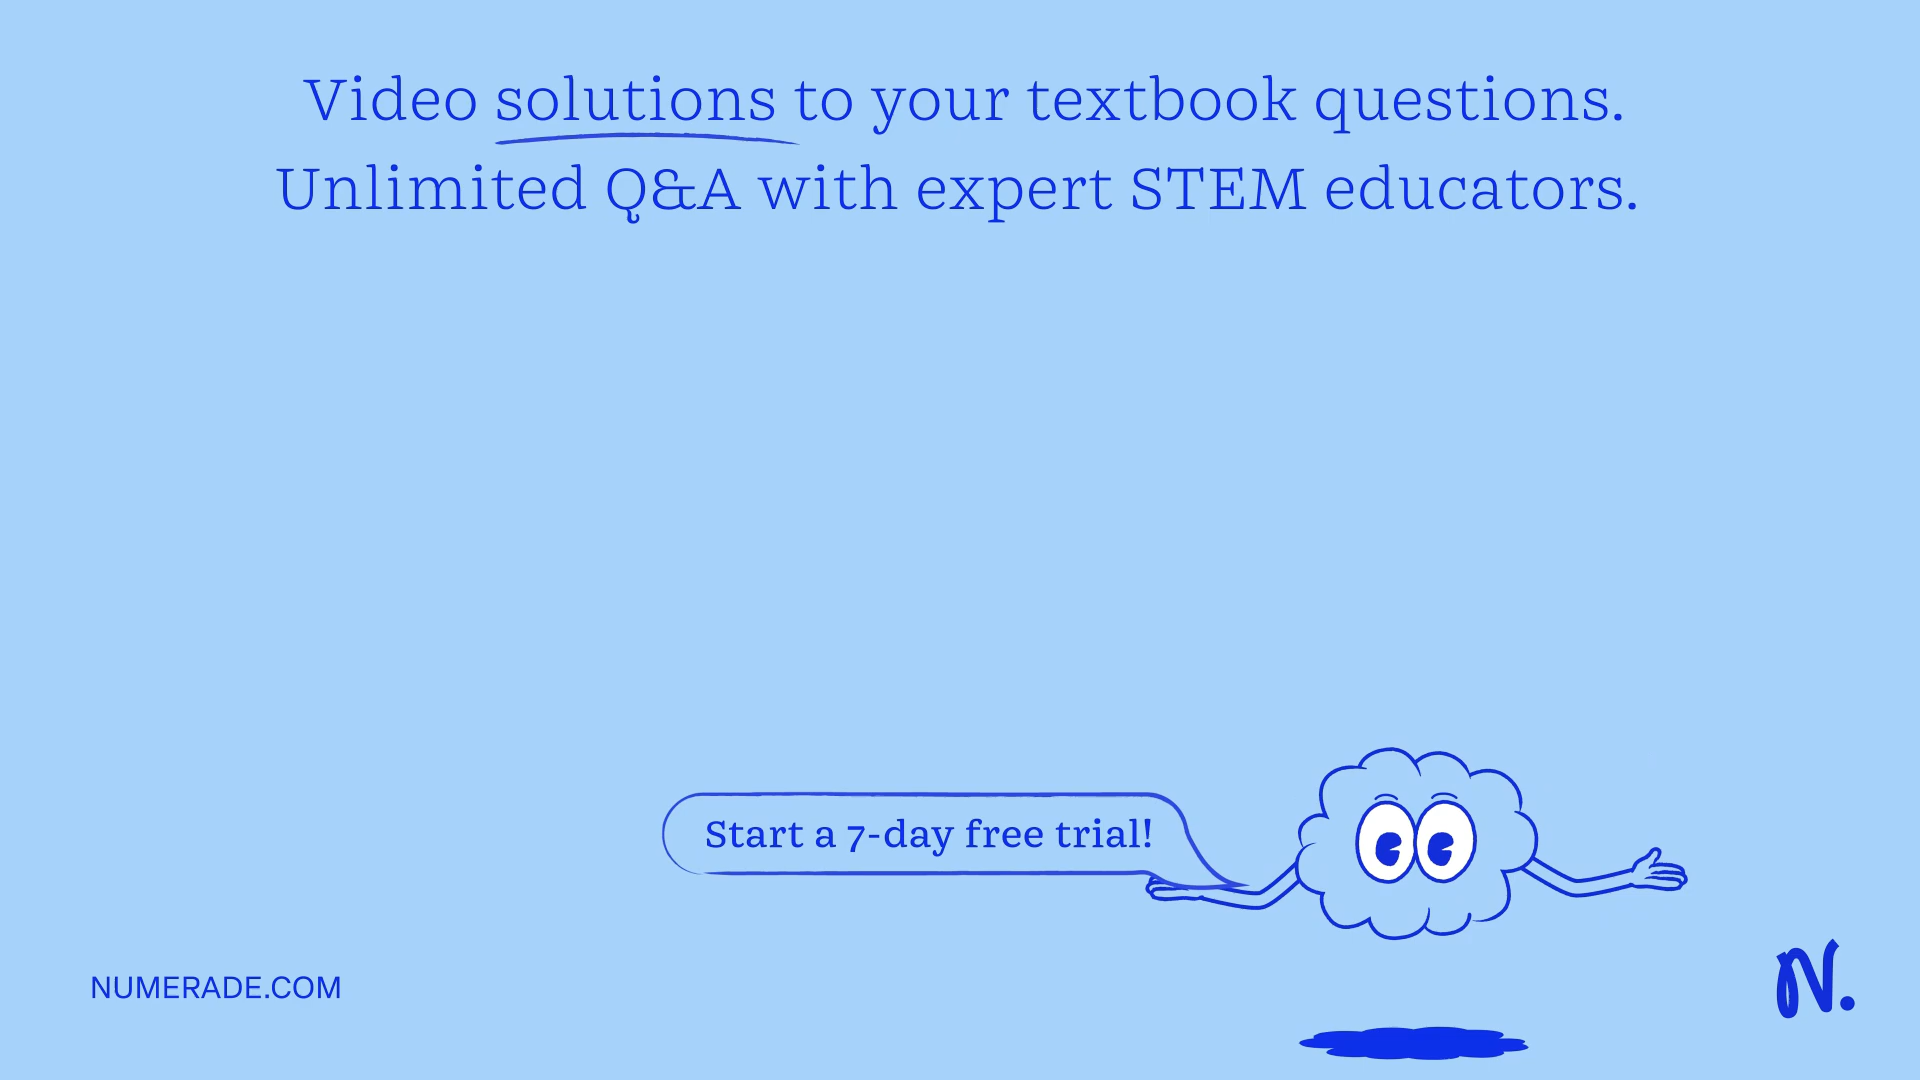 Video solutions to your textbook questions.
Unlimited Q&A with expert STEM educators.
Start a 7-day free trial!
NUMERADE.COM
N.